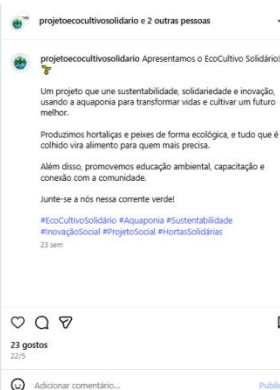 projetoecocultivosolidario e 2 outras pessoas
projetoecocultivosolidario Apresentamos o EcoCultivo Solidário!
Um projeto que une sustentabilidade, solidariedade e inovação,
usando a aquaponia para transformar vidas e cultivar um futuro
melhor.
Produzimos hortaliças e peixes de forma ecológica, e tudo que é
colhido vira alimento para quem mais precisa.
Além disso, promovemos educação ambiental, capacitação e
conexão com a comunidade.
Junte-se a nós nessa corrente verde!
#EcoCultivoSolidário #Aquaponia #Sustentabilidade
#InovaçãoSocial #ProjetoSocial #HortasSolidárias
23 sem
23 gostos
22/5
Adicionar comentário...
Public